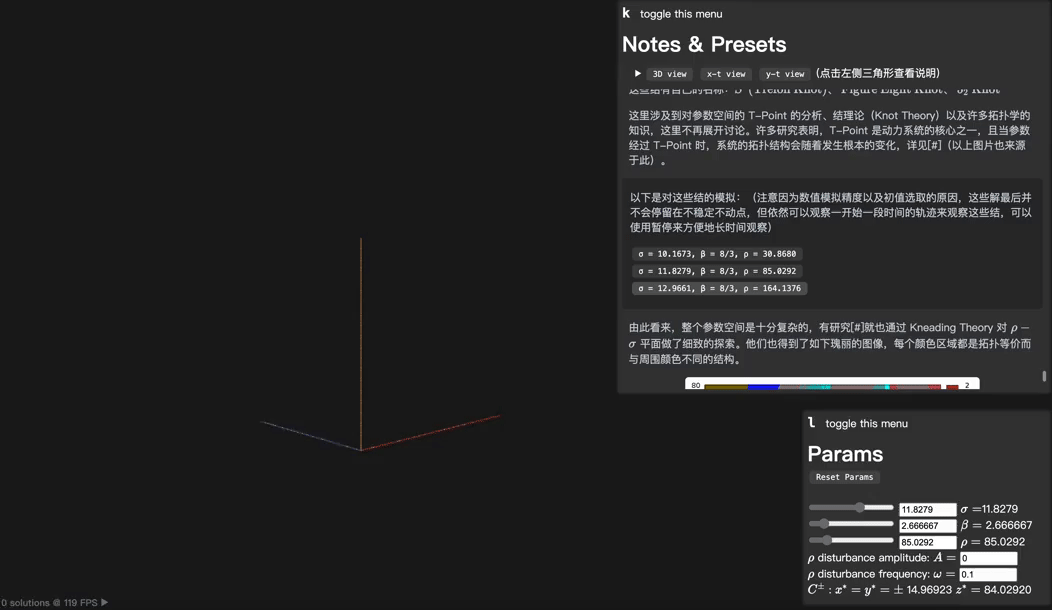 k toggle this menu
Notes & Presets
▶ 3D view x-t view y-t view (点击左侧三角形查看说明)
这些结有自己的名称：S (Trefoil Knot)、Figure Eight Knot、 Knot
这里涉及到对参数空间的 T-Point 的分析、结理论（Knot Theory）以及许多拓扑学的
知识，这里不再展开讨论。许多研究表明，T-Point 是动力系统的核心之一，且当参数
经过 T-Point 时，系统的拓扑结构会随着发生根本的变化，详见[#]（以上图片也来源
于此）。
以下是对这些结的模拟：（注意因为数值模拟精度以及初值选取的原因，这些解最后并
不会停留在不稳定不动点，但依然可以观察一开始一段时间的轨迹来观察这些结，可以
使用暂停来方便地长时间观察）
σ = 10.1673, β = 8/3, ρ = 30.8680
σ = 11.8279, β = 8/3, ρ = 85.0292
σ = 12.9661, β = 8/3, ρ = 164.1376
由此看来，整个参数空间是十分复杂的，有研究[#]就也通过 Kneading Theory 对 ρ −
σ 平面做了细致的探索。他们也得到了如下瑰丽的图像，每个颜色区域都是拓扑等价而
与周围颜色不同的结构。
80 2
l toggle this menu
Params
Reset Params
11.8279 σ =11.8279
2.666667 β = 2.666667
85.0292 ρ = 85.0292
ρ disturbance amplitude: A = 0
ρ disturbance frequency: ω = 0.1
C± : x* = y* = ± 14.96923 z* = 84.02920
0 solutions @ 119 FPS ▶